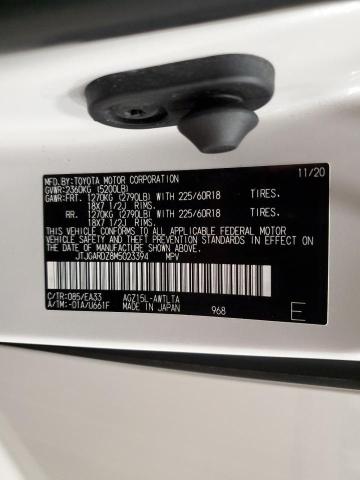 MFD.BY:TOYOTA MOTOR CORPORATION 11/20
GVWR:2360KG (5200LB)
GAWR:FRT. 1270KG (2790LB) WITH 225/60R18 TIRES.
18X7 1/2J RIMS.
RR. 1270KG (2790LB) WITH 225/60R18 TIRES.
18X7 1/2J RIMS.
THIS VEHICLE CONFORMS TO ALL APPLICABLE FEDERAL MOTOR
VEHICLE SAFETY AND THEFT PREVENTION STANDARDS IN
EFFECT ON THE DATE OF MANUFACTURE SHOWN ABOVE.
JTJGARDZ8M5023394 MPV
C/TR:085/EA33 AGZ15L-AWTLTA
A/TM:-01A/U661F MADE IN JAPAN 968 E